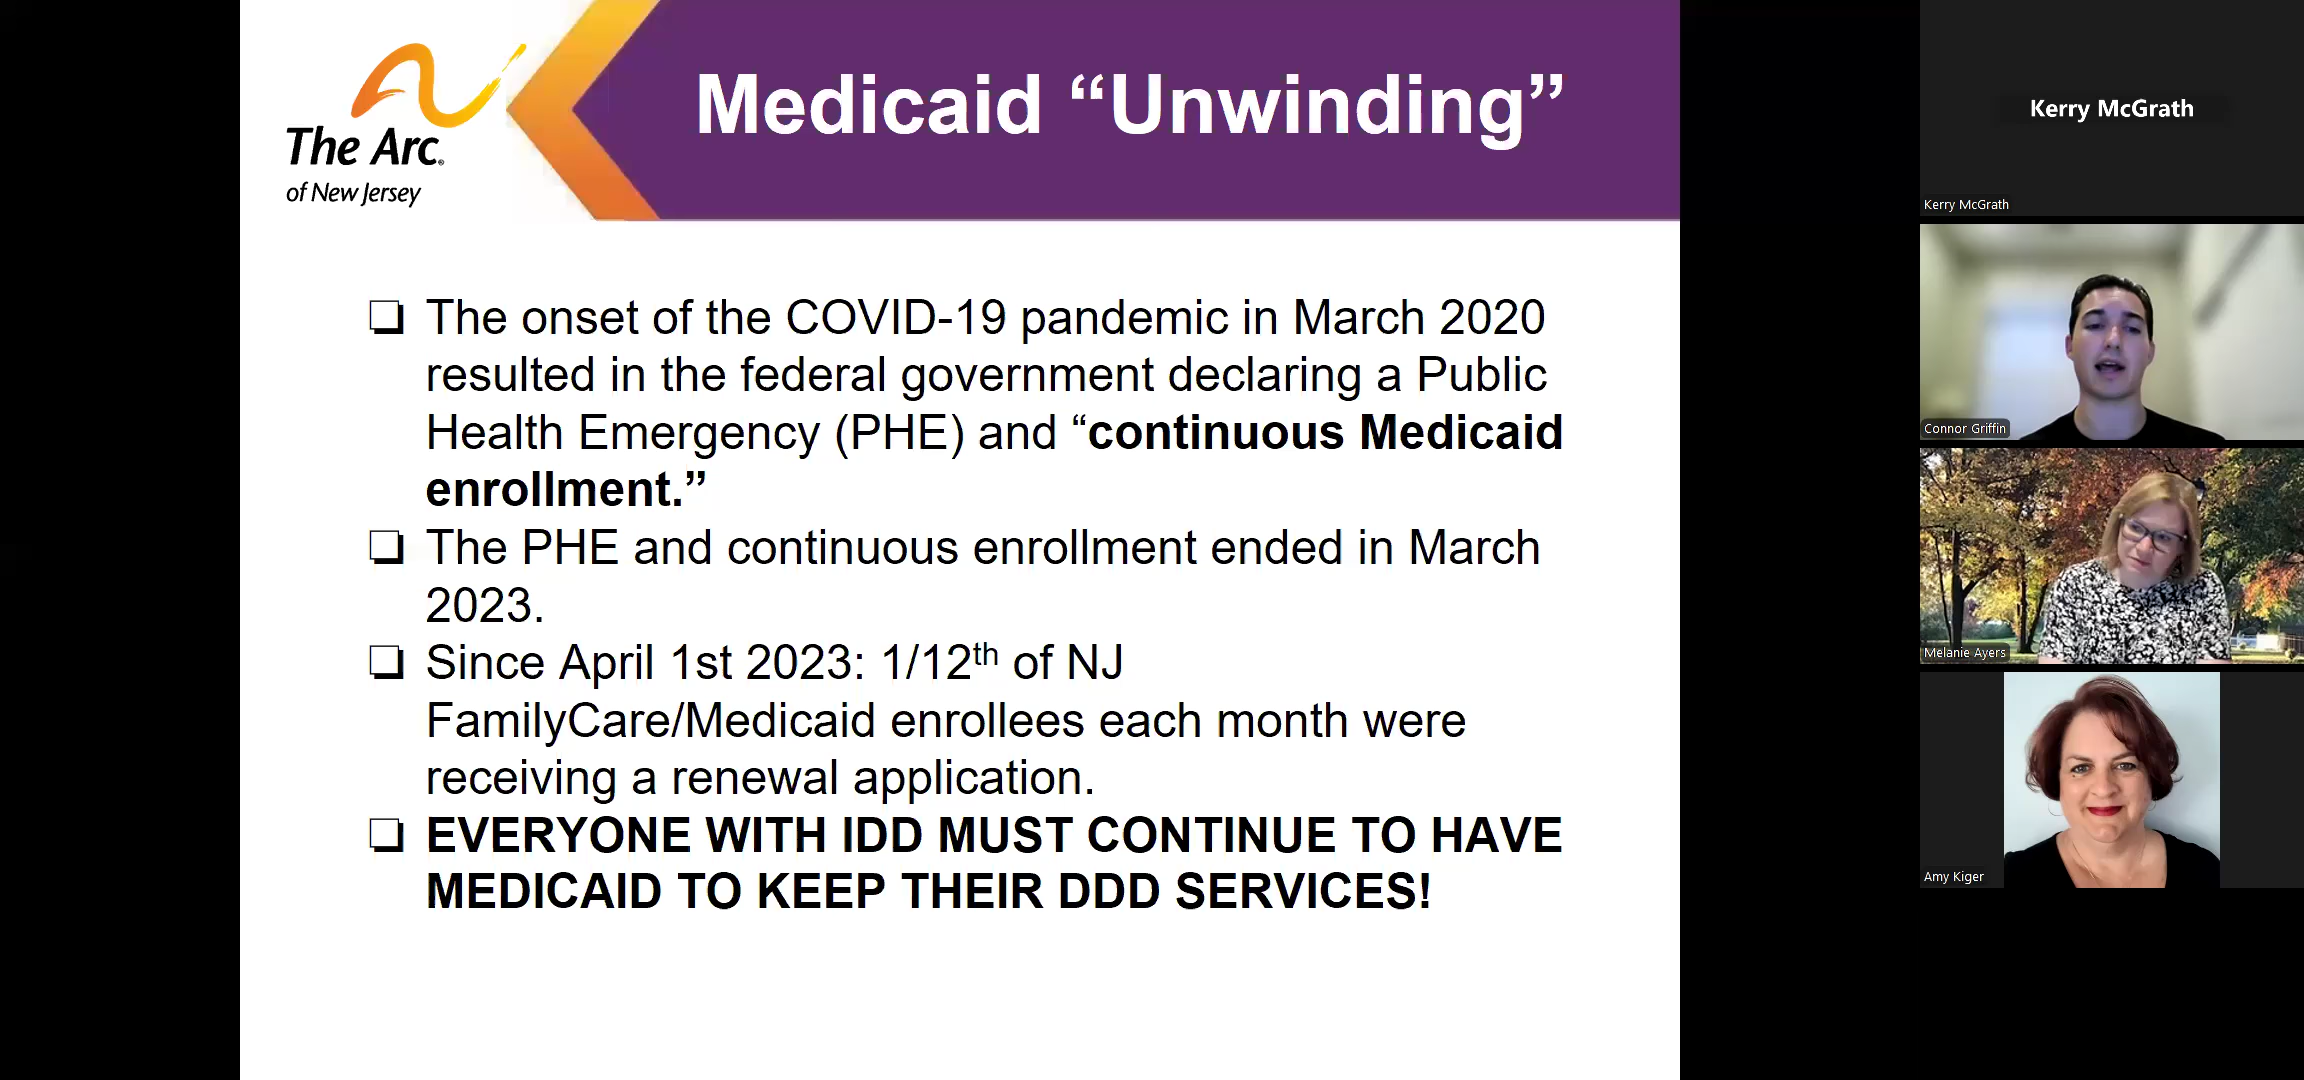 The Arc®
of New Jersey
Medicaid “Unwinding”
❏ The onset of the COVID-19 pandemic in March 2020
resulted in the federal government declaring a Public
Health Emergency (PHE) and “continuous Medicaid
enrollment.”
❏ The PHE and continuous enrollment ended in March
2023.
❏ Since April 1st 2023: 1/12th of NJ
FamilyCare/Medicaid enrollees each month were
receiving a renewal application.
❏ EVERYONE WITH IDD MUST CONTINUE TO HAVE
MEDICAID TO KEEP THEIR DDD SERVICES!
Kerry McGrath
Kerry McGrath
Connor Griffin
Melanie Ayers
Amy Kiger